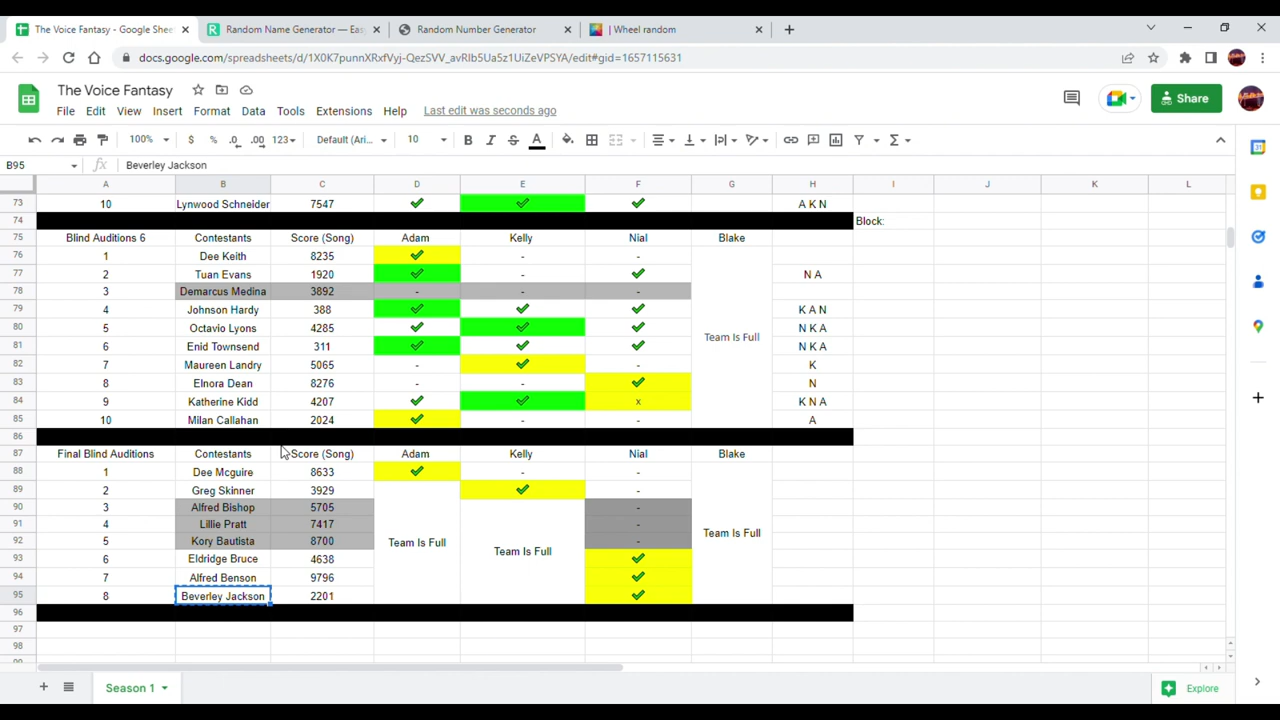 The Voice Fantasy - Google Shee
Random Name Generator — Eas
Random Number Generator
| Wheel random
docs.google.com/spreadsheets/d/1X0K7punnXRxfVyj-QezSVV_avRIb5Ua5z1UiZeVPSYA/edit#gid=1657115631
The Voice Fantasy
File Edit View Insert Format Data Tools Extensions Help Last edit was seconds ago
Share
100% $ % .0 .00 123 Default (Ari... 10
B95 fx Beverley Jackson
A B C D E F G H I J K L
73 10 Lynwood Schneider 7547 ✓ ✓ ✓ A K N
74 Block:
75 Blind Auditions 6 Contestants Score (Song) Adam Kelly Nial Blake
76 1 Dee Keith 8235 ✓ - -
77 2 Tuan Evans 1920 ✓ - ✓ N A
78 3 Demarcus Medina 3892 - - -
79 4 Johnson Hardy 388 ✓ ✓ ✓ K A N
80 5 Octavio Lyons 4285 ✓ ✓ ✓ N K A
Team Is Full
81 6 Enid Townsend 311 ✓ ✓ ✓ N K A
82 7 Maureen Landry 5065 - ✓ - K
83 8 Elnora Dean 8276 - - ✓ N
84 9 Katherine Kidd 4207 ✓ ✓ x K N A
85 10 Milan Callahan 2024 ✓ - - A
86
87 Final Blind Auditions Contestants Score (Song) Adam Kelly Nial Blake
88 1 Dee Mcguire 8633 ✓ - -
89 2 Greg Skinner 3929 ✓ -
90 3 Alfred Bishop 5705 -
91 4 Lillie Pratt 7417 -
Team Is Full
92 5 Kory Bautista 8700 Team Is Full -
Team Is Full
93 6 Eldridge Bruce 4638 ✓
94 7 Alfred Benson 9796 ✓
95 8 Beverley Jackson 2201 ✓
96
97
98
99
Season 1
Explore